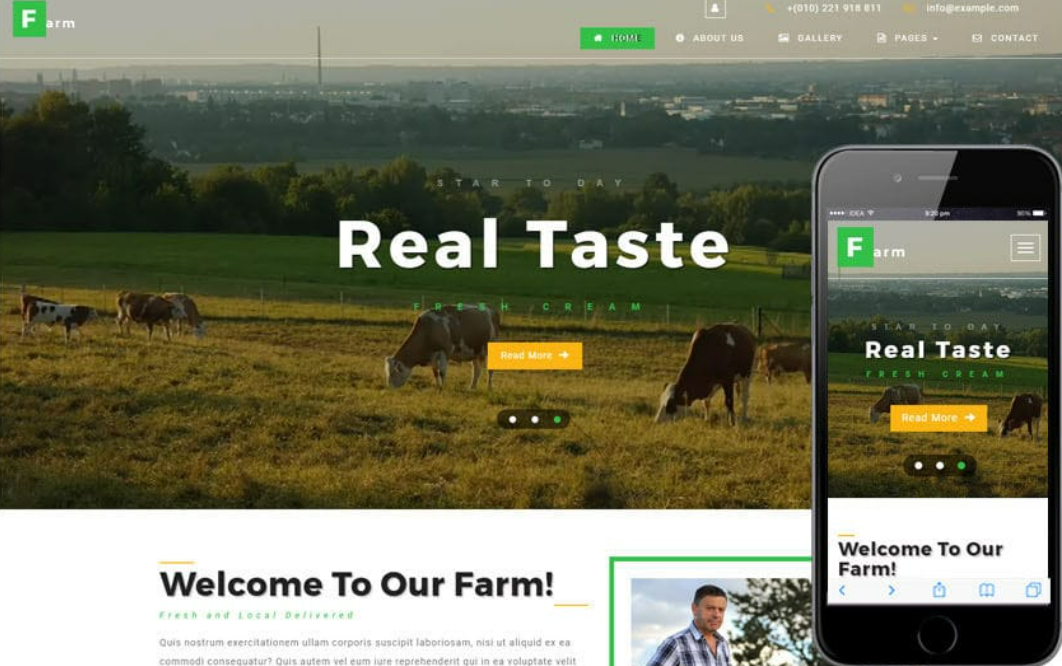 Farm
+(010) 221 918 811 info@example.com
HOME ABOUT US GALLERY PAGES CONTACT
STAR TO DAY
Real Taste
FRESH CREAM
Read More
Welcome To Our Farm!
Fresh and Local Delivered
Quis nostrum exercitationem ullam corporis suscipit laboriosam, nisi ut aliquid ex ea
commodi consequatur? Quis autem vel eum iure reprehenderit qui in ea voluptate velit
IDEA 9:20 pm
Farm
STAR TO DAY
Real Taste
FRESH CREAM
Read More
Welcome To Our
Farm!